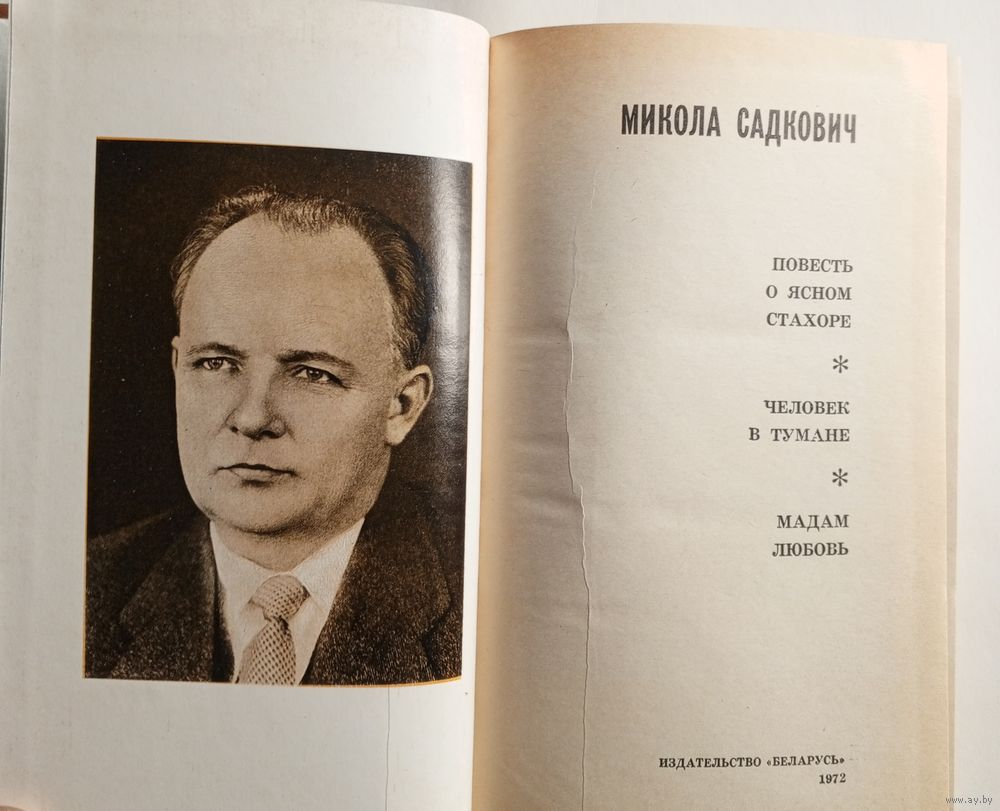 МИКОЛА САДКОВИЧ
ПОВЕСТЬ
О ЯСНОМ
СТАХОРЕ
*
ЧЕЛОВЕК
В ТУМАНЕ
*
МАДАМ
ЛЮБОВЬ
ИЗДАТЕЛЬСТВО «БЕЛАРУСЬ»
1972
www.ay.by